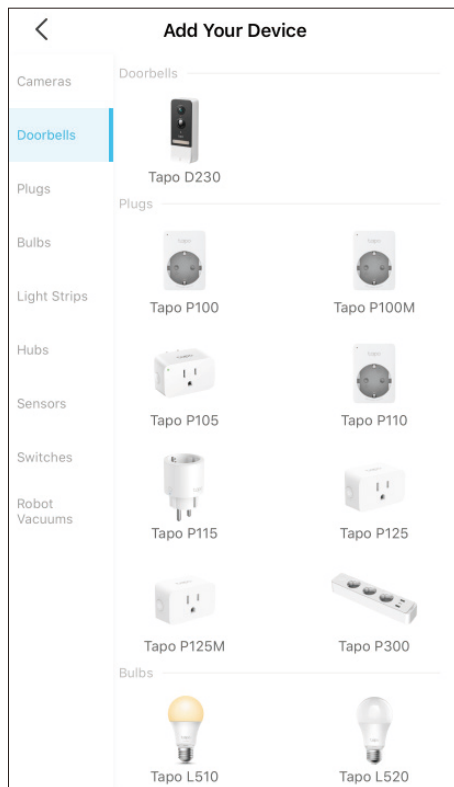 Add Your Device
Cameras
Doorbells
Plugs
Bulbs
Light Strips
Hubs
Sensors
Switches
Robot
Vacuums
Doorbells
Tapo D230
Plugs
Tapo P100
Tapo P100M
Tapo P105
Tapo P110
Tapo P115
Tapo P125
Tapo P125M
Tapo P300
Bulbs
Tapo L510
Tapo L520